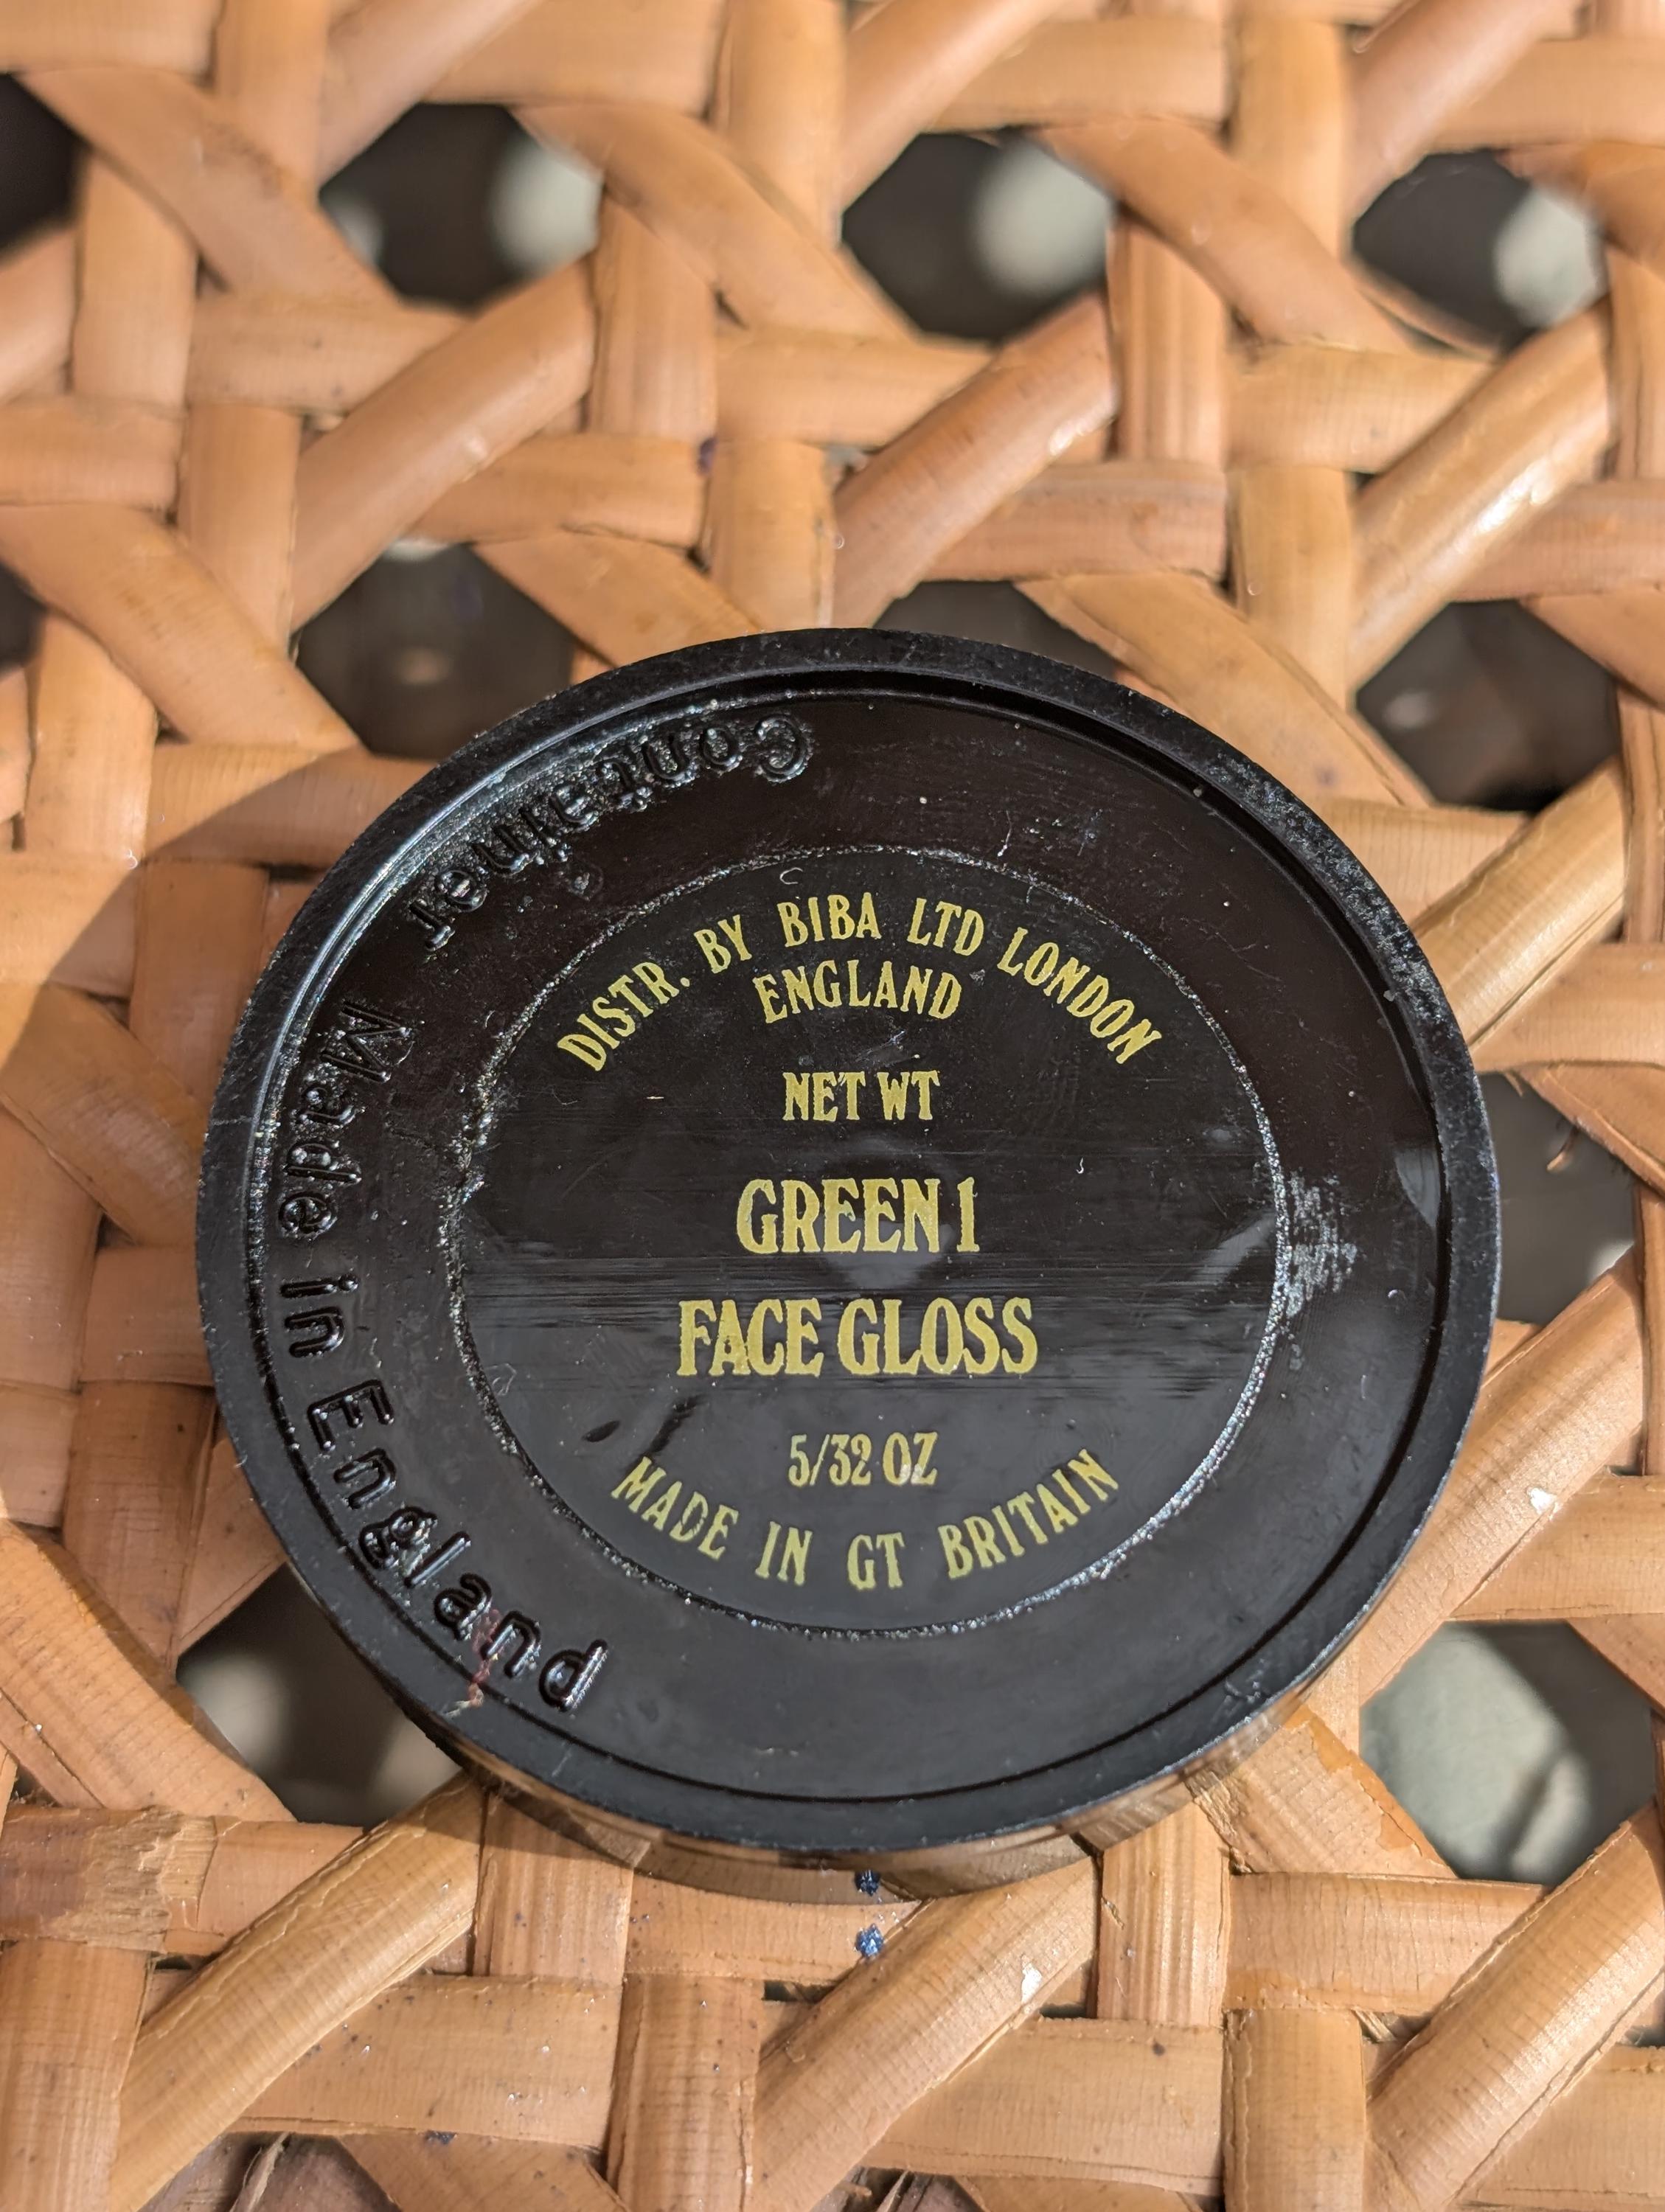 DISTR. BY BIBA LTD LONDON
ENGLAND
NET WT
GREEN 1
FACE GLOSS
5/32 OZ
MADE IN GT BRITAIN
Container
Made in England